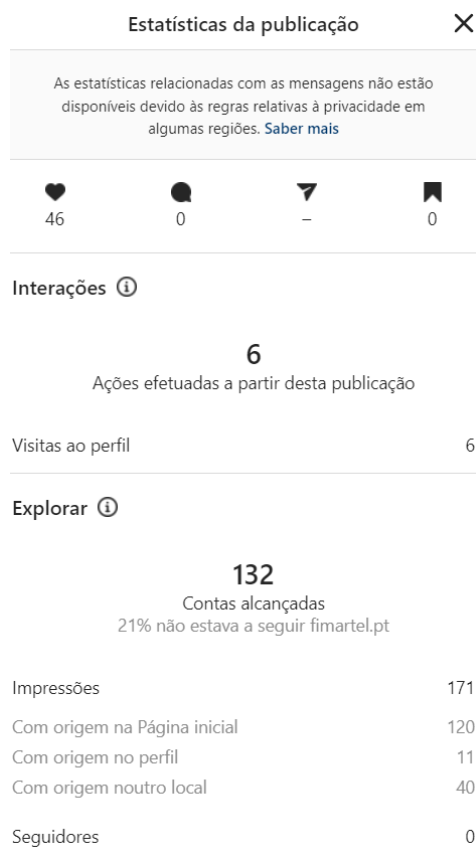 Estatísticas da publicação
As estatísticas relacionadas com as mensagens não estão
disponíveis devido às regras relativas à privacidade em
algumas regiões. Saber mais
46 0 – 0
Interações
6
Ações efetuadas a partir desta publicação
Visitas ao perfil 6
Explorar
132
Contas alcançadas
21% não estava a seguir fimartel.pt
Impressões 171
Com origem na Página inicial 120
Com origem no perfil 11
Com origem noutro local 40
Seguidores 0